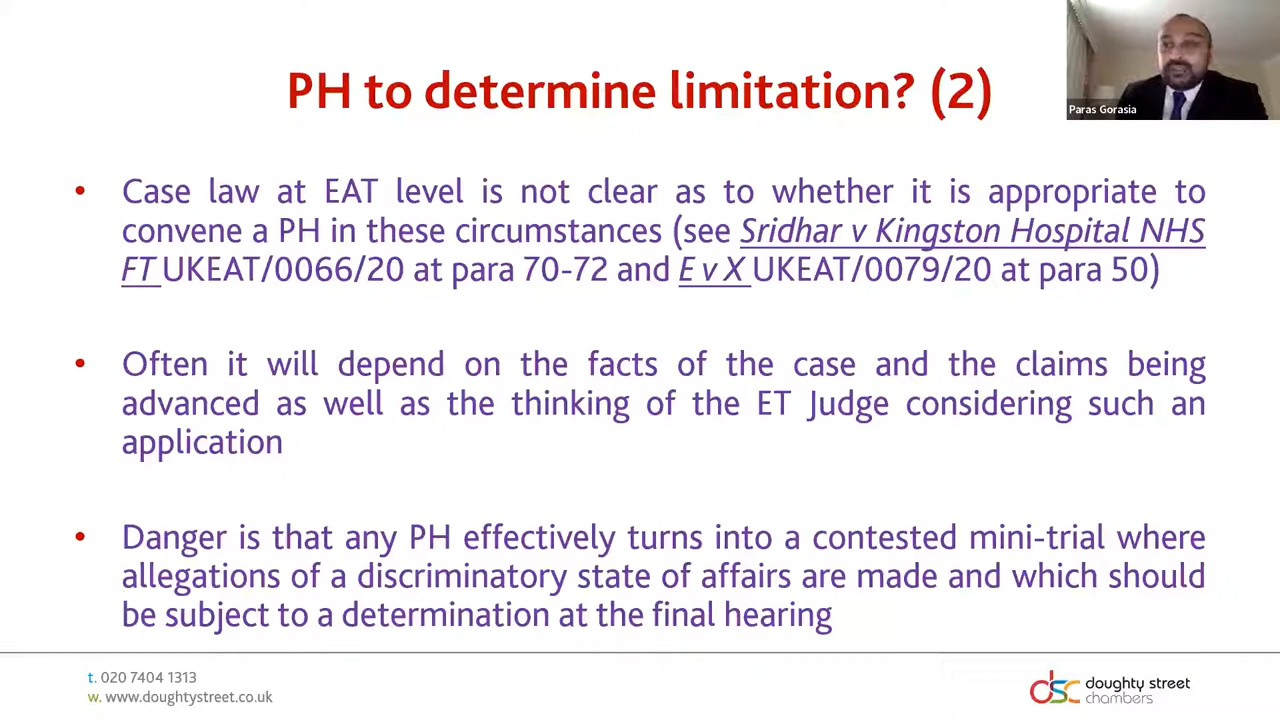 PH to determine limitation? (2)
Paras Gorasia
• Case law at EAT level is not clear as to whether it is appropriate to
convene a PH in these circumstances (see Sridhar v Kingston Hospital NHS
FT UKEAT/0066/20 at para 70-72 and E v X UKEAT/0079/20 at para 50)
• Often it will depend on the facts of the case and the claims being
advanced as well as the thinking of the ET Judge considering such an
application
• Danger is that any PH effectively turns into a contested mini-trial where
allegations of a discriminatory state of affairs are made and which should
be subject to a determination at the final hearing
t. 020 7404 1313
w. www.doughtystreet.co.uk
dsc doughty street
chambers